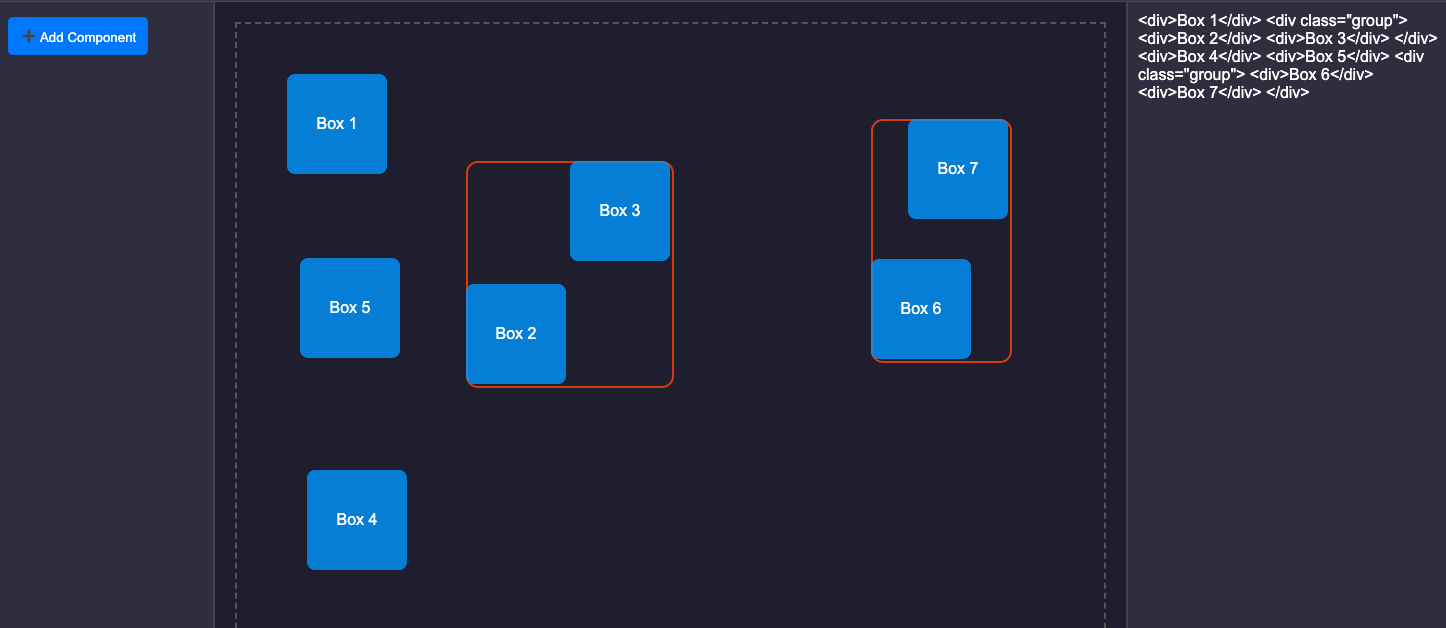 ➕ Add Component
Box 1
Box 3
Box 7
Box 5
Box 2
Box 6
Box 4
<div>Box 1</div> <div class="group">
<div>Box 2</div> <div>Box 3</div> </div>
<div>Box 4</div> <div>Box 5</div> <div
class="group"> <div>Box 6</div>
<div>Box 7</div> </div>